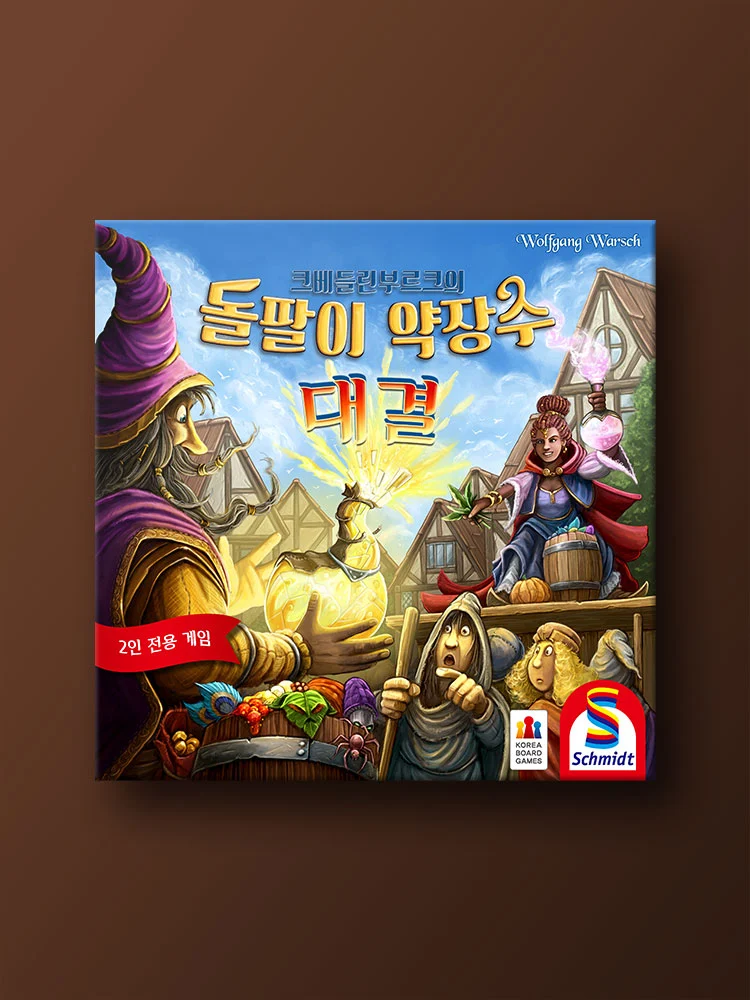 Wolfgang Warsch
크베들린부르크의
돌팔이 약장수
대결
2인 전용 게임
KOREA
BOARD
GAMES
Schmidt